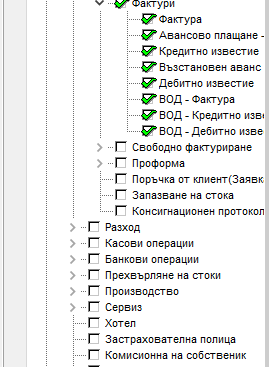 Фактури
Фактура
Авансово плащане -
Кредитно известие
Възстановен аванс
Дебитно известие
ВОД - Фактура
ВОД - Кредитно изве
ВОД - Дебитно изве
Свободно фактуриране
Проформа
Поръчка от клиент(Заявк
Запазване на стока
Консигнационен протокол
Разход
Касови операции
Банкови операции
Прехвърляне на стоки
Производство
Сервиз
Хотел
Застрахователна полица
Комисионна на собственик